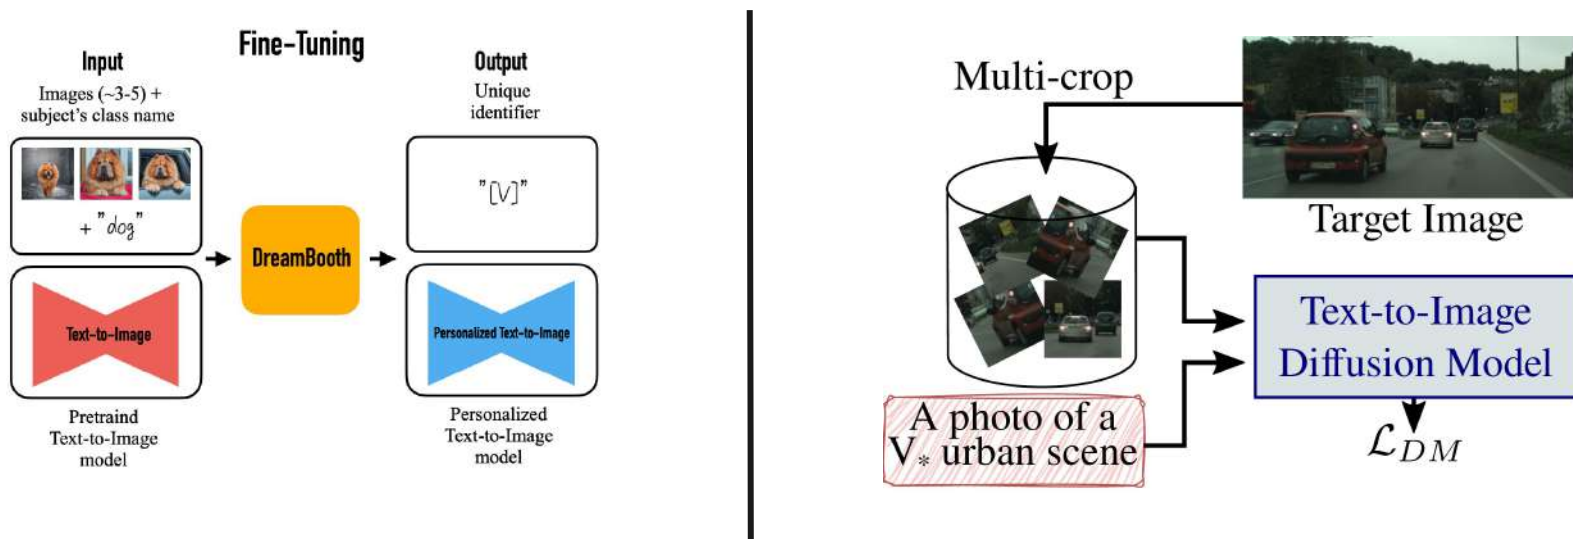 Fine-Tuning
Input
Images (~3-5) +
subject's class name
+ "dog"
Text-to-Image
Pretraind
Text-to-Image
model
DreamBooth
Output
Unique
identifier
"[V]"
Personalized Text-to-Image
Personalized
Text-to-Image
model
Multi-crop
Target Image
A photo of a
V* urban scene
Text-to-Image
Diffusion Model
ℒDM